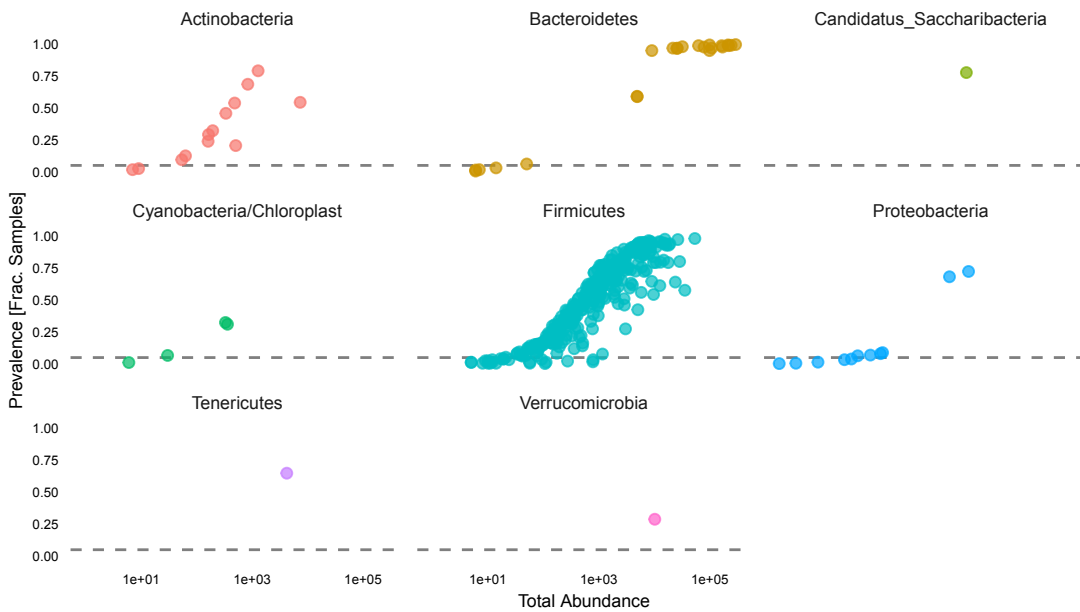 Actinobacteria
Bacteroidetes
Candidatus_Saccharibacteria
1.00
0.75
0.50
0.25
0.00
Cyanobacteria/Chloroplast
Firmicutes
Proteobacteria
Prevalence [Frac. Samples]
1.00
0.75
0.50
0.25
0.00
Tenericutes
Verrucomicrobia
1.00
0.75
0.50
0.25
0.00
1e+01
1e+03
1e+05
1e+01
1e+03
1e+05
Total Abundance